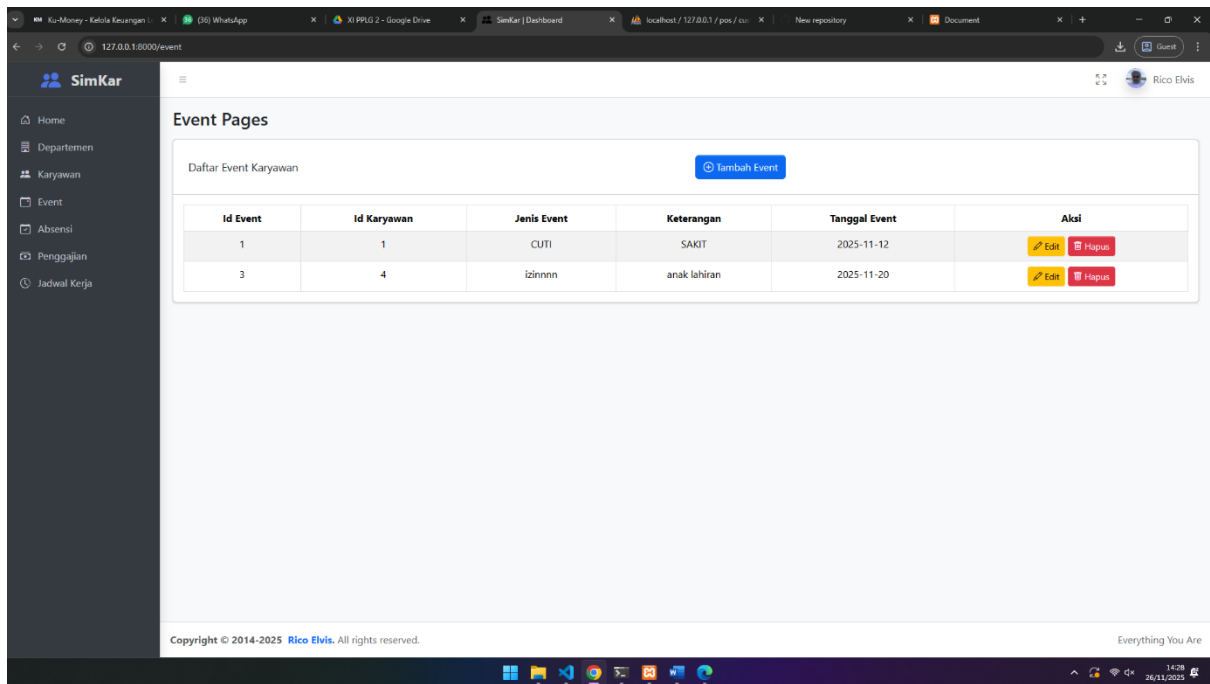 Ku-Money - Kelola Keuangan L
(36) WhatsApp
XI PPLG 2 - Google Drive
SimKar | Dashboard
localhost / 127.0.0.1 / pos / cus
New repository
Document
127.0.0.1:8000/event
Guest
SimKar
Rico Elvis
Home
Departemen
Karyawan
Event
Absensi
Penggajian
Jadwal Kerja
Event Pages
Daftar Event Karyawan
Tambah Event
Id Event Id Karyawan Jenis Event Keterangan Tanggal Event Aksi
1 1 CUTI SAKIT 2025-11-12 Edit Hapus
3 4 izinnnn anak lahiran 2025-11-20 Edit Hapus
Copyright © 2014-2025 Rico Elvis. All rights reserved.
Everything You Are
14:28
26/11/2025